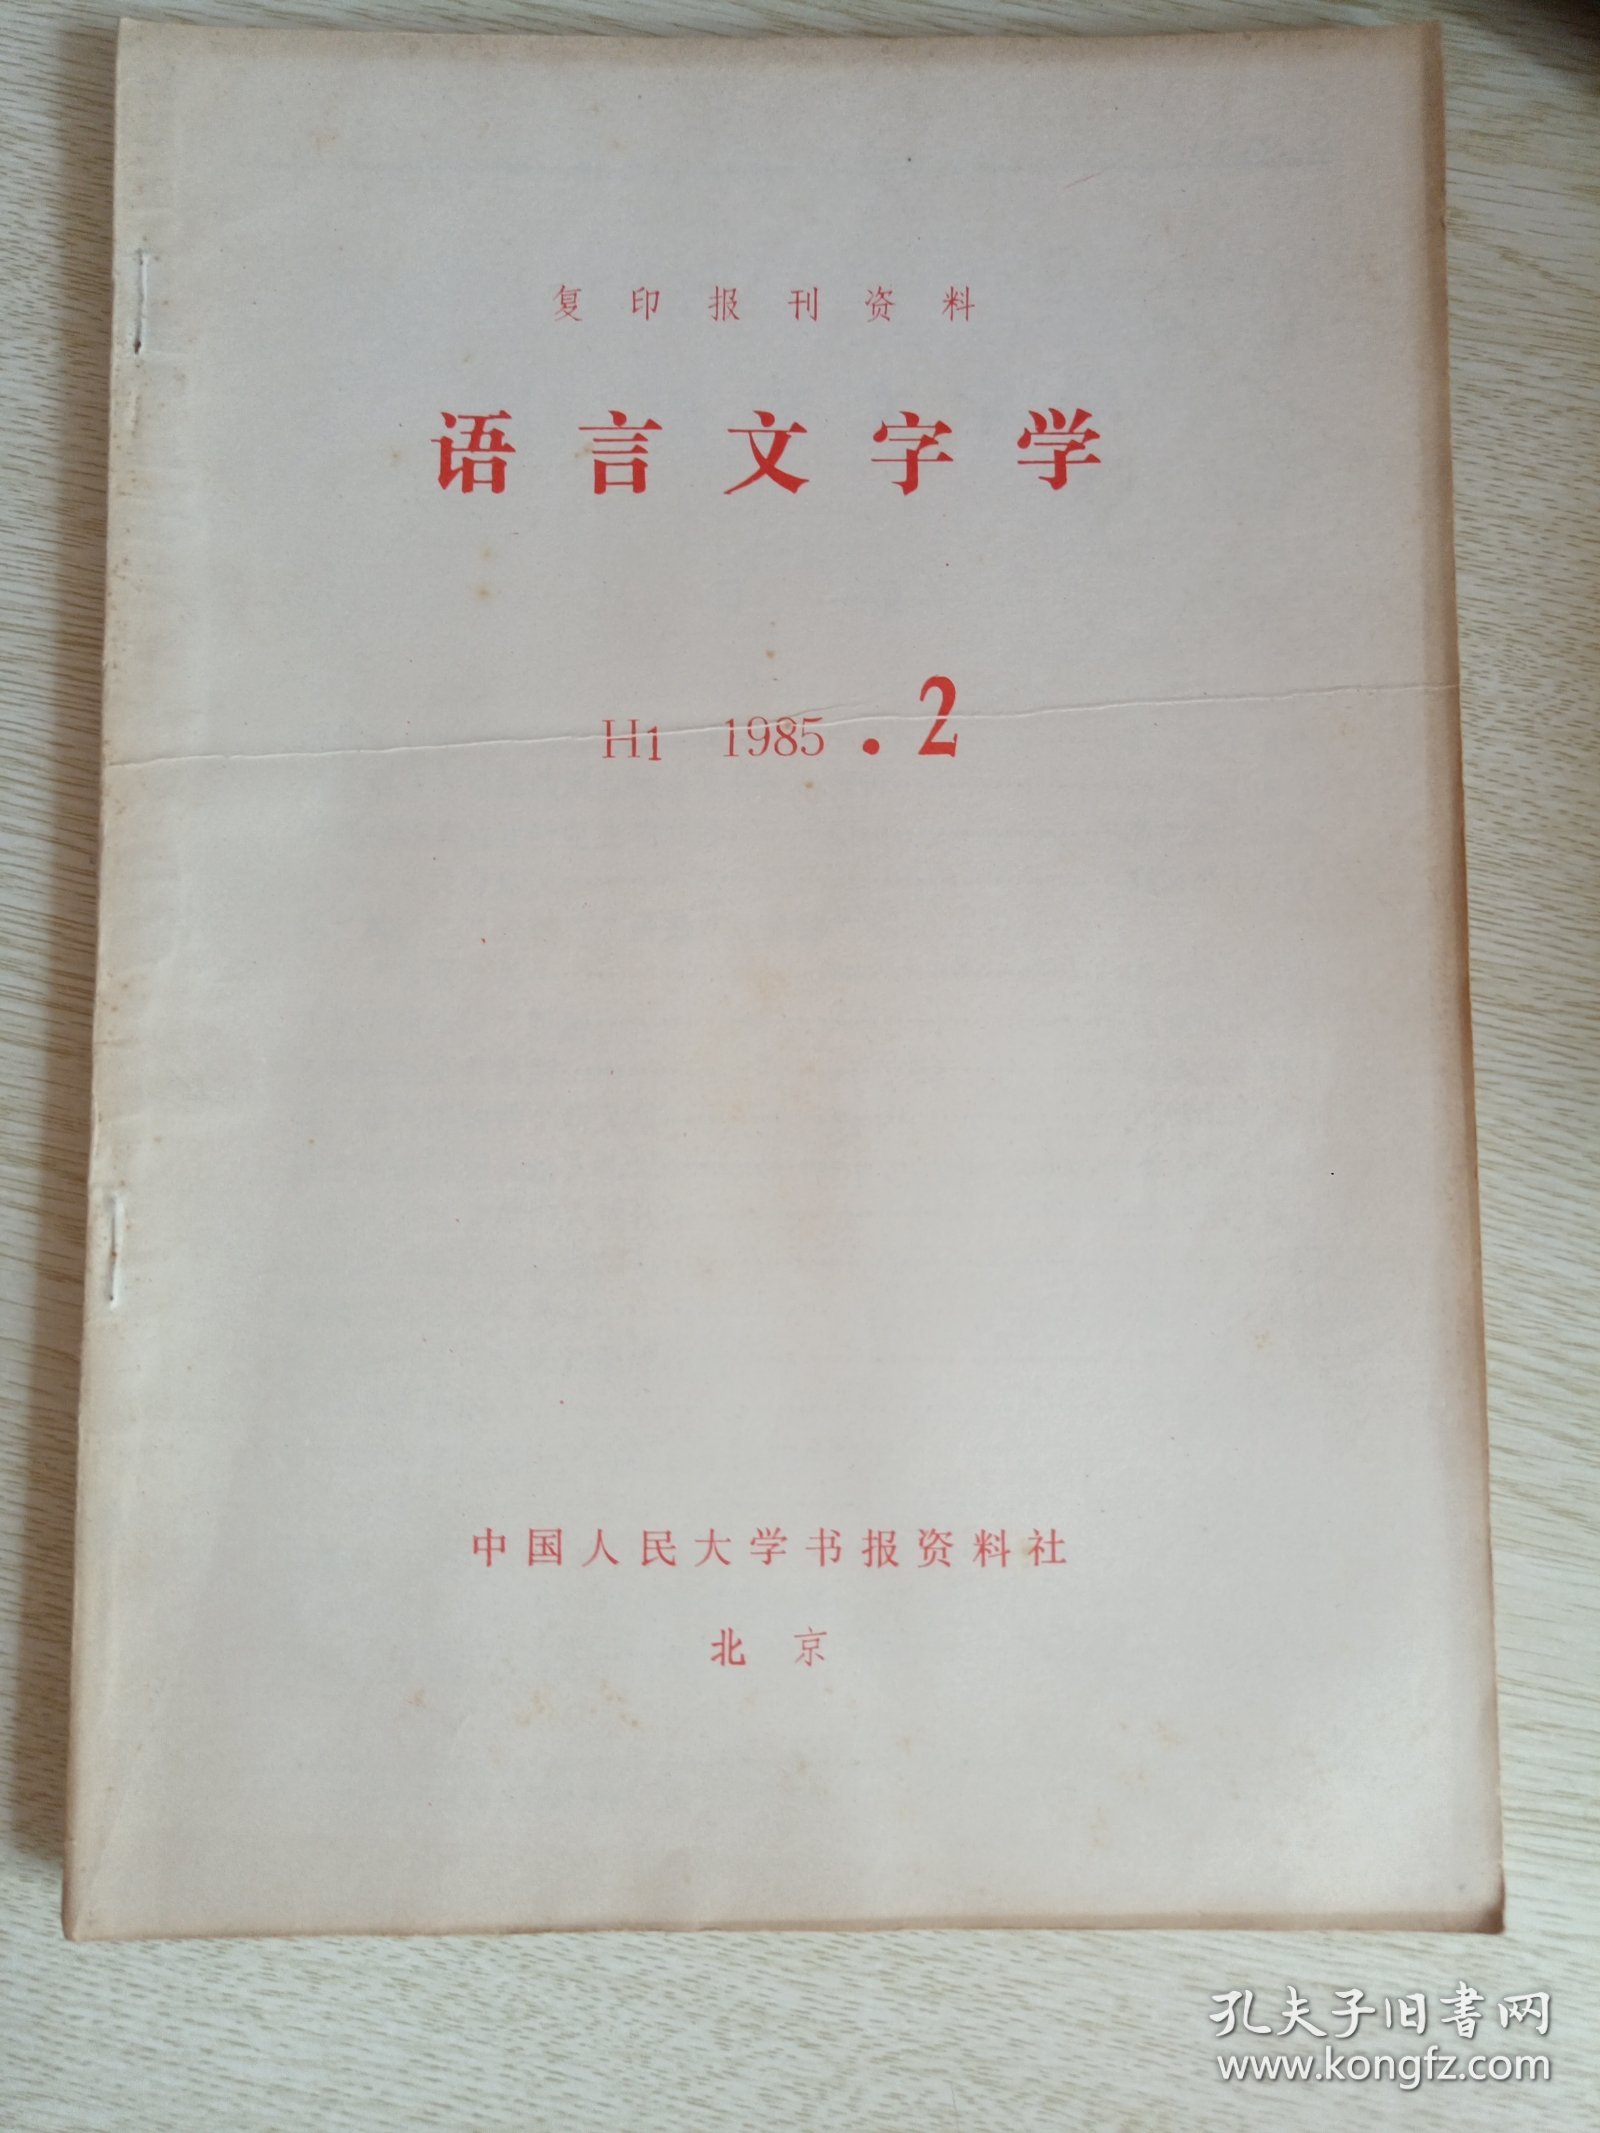 复印报刊资料
语言文字学
H1 1985.2
中国人民大学书报资料社
北京
孔夫子旧书网
www.kongfz.com